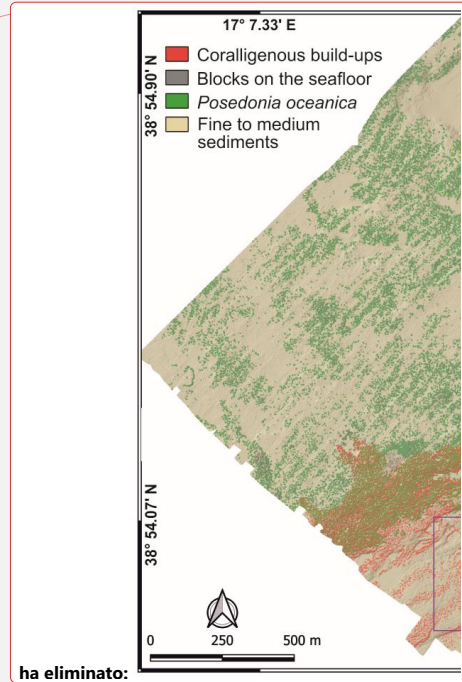 17° 7.33' E
38° 54.90' N
Coralligenous build-ups
Blocks on the seafloor
Posedonia oceanica
Fine to medium
sediments
38° 54.07' N
0 250 500 m
ha eliminato: